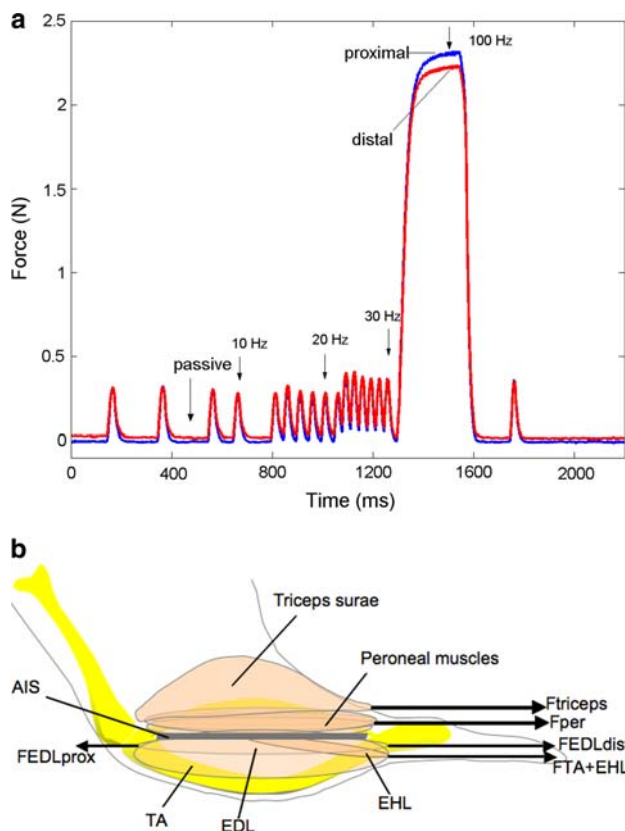 a
2.5
2
1.5
1
0.5
0
Force (N)
proximal
100 Hz
distal
passive
10 Hz
20 Hz
30 Hz
0 400 800 1200 1600 2000
Time (ms)
b
Triceps surae
Peroneal muscles
AIS
Ftriceps
Fper
FEDLprox
FEDLdist
FTA+EHL
TA
EDL
EHL